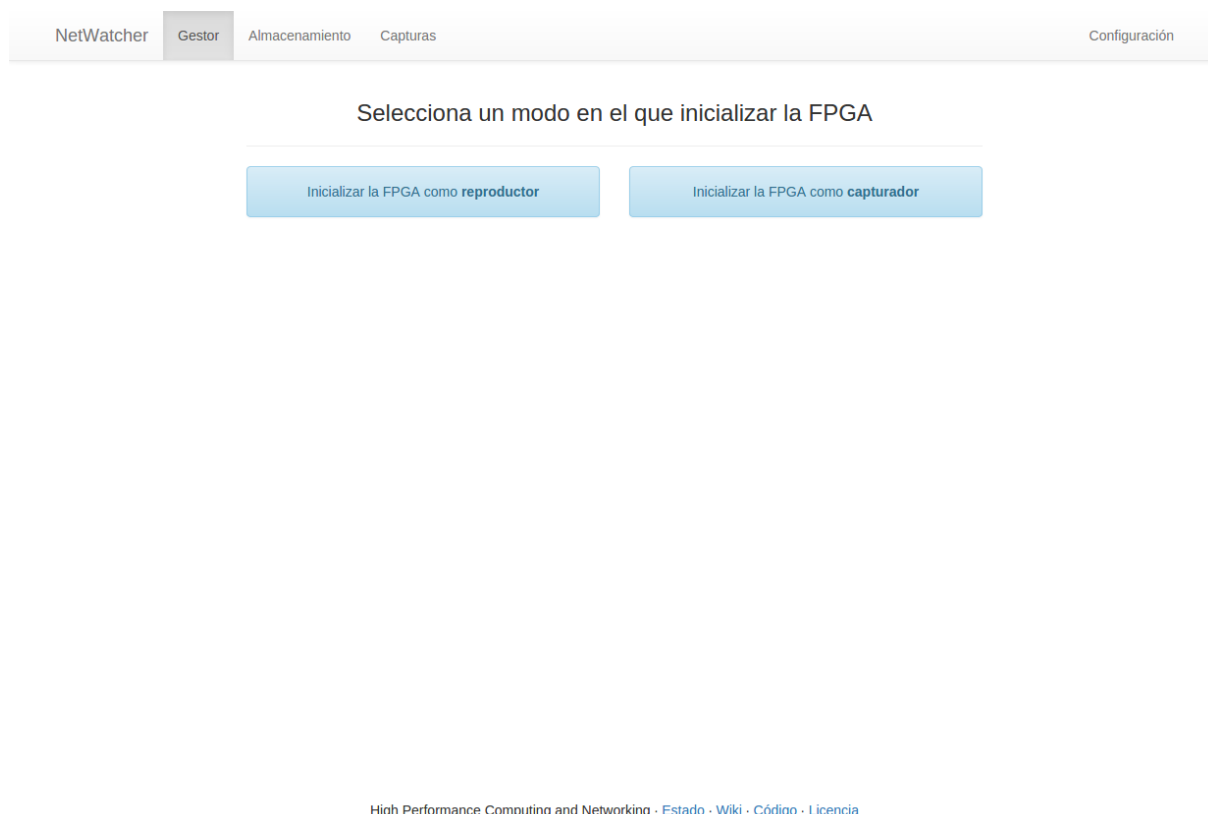 NetWatcher Gestor Almacenamiento Capturas Configuración
Selecciona un modo en el que inicializar la FPGA
Inicializar la FPGA como reproductor
Inicializar la FPGA como capturador
High Performance Computing and Networking · Estado · Wiki · Código · Licencia